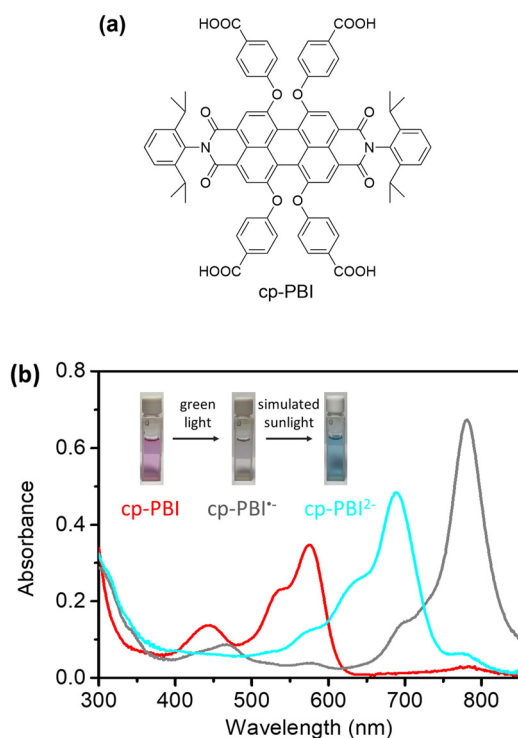 (a)
HOOC COOH
O O
O O
N N
O O
O O
HOOC COOH
cp-PBI
(b)
0.8
green light
simulated sunlight
0.6
cp-PBI
cp-PBI•-
cp-PBI2-
Absorbance
0.4
0.2
0.0
300 400 500 600 700 800
Wavelength (nm)